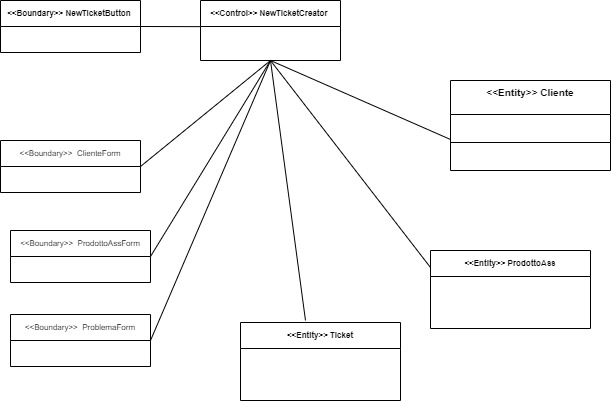 <<Boundary>> NewTicketButton
<<Control>> NewTicketCreator
<<Entity>> Cliente
<<Boundary>> ClienteForm
<<Boundary>> ProdottoAssForm
<<Entity>> ProdottoAss
<<Boundary>> ProblemaForm
<<Entity>> Ticket